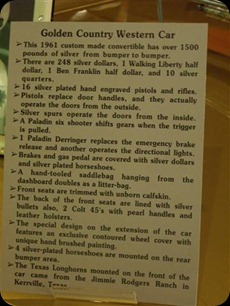 Golden Country Western Car
➢ This 1961 custom made convertible has over 1500
pounds of silver from bumper to bumper.
➢ There are 248 silver dollars, 1 Walking Liberty half
dollar, 1 Ben Franklin half dollar, and 10 silver
quarters.
➢ 16 silver plated hand engraved pistols and rifles.
➢ Pistols replace door handles, and they actually
operate the doors from the outside.
➢ Silver spurs operate the doors from the inside.
➢ A Paladin six shooter shifts gears when the trigger
is pulled.
➢ 1 Paladin Derringer replaces the emergency brake
release and another operates the directional lights.
➢ Brakes and gas pedal are covered with silver dollars
and silver plated horseshoes.
➢ A hand-tooled saddlebag hanging from the
dashboard doubles as a litter-bag.
➢ Front seats are trimmed with unborn calfskin.
➢ The back of the front seats are lined with silver
bullets also, 2 Colt 45's with pearl handles and
leather holsters.
➢ The special design on the extension of the car
features an exclusive contoured wheel cover with
unique hand brushed painting.
➢ 4 silver-plated horseshoes are mounted on the rear
bumper area.
➢ The Texas Longhorns mounted on the front of the
car came from the Jimmie Rodgers Ranch in
Kerrville, Texas